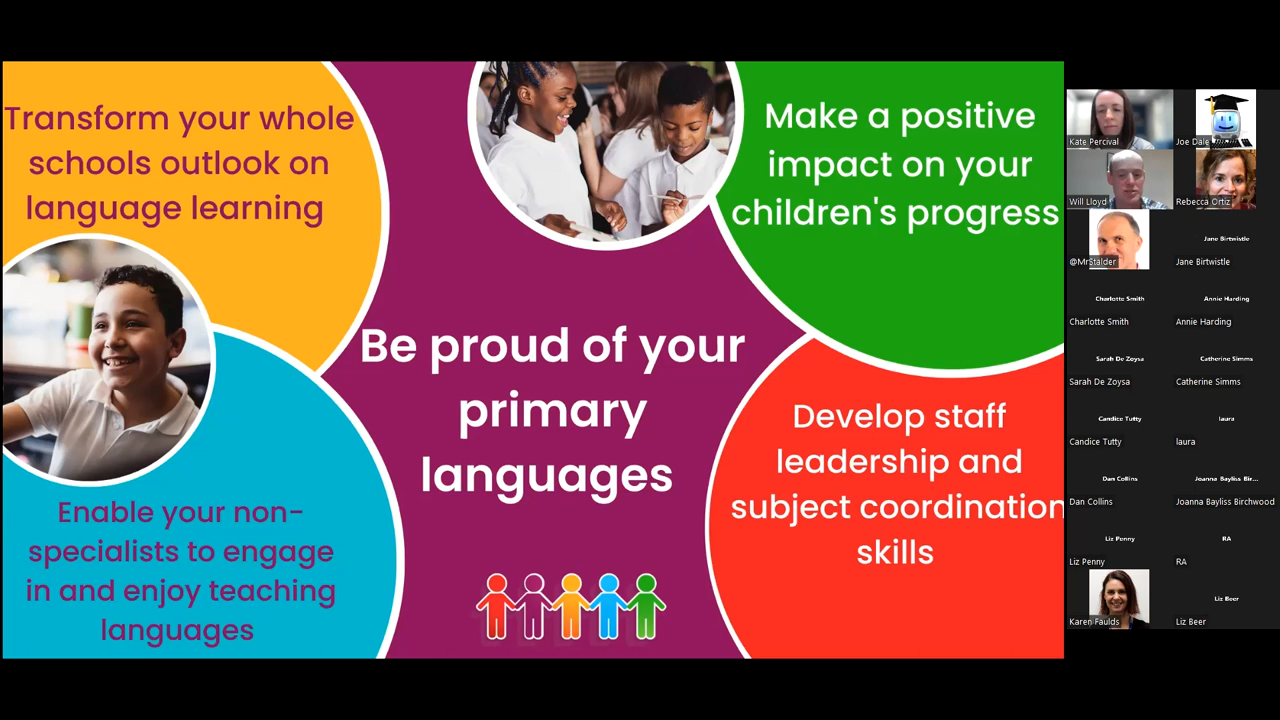 Transform your whole
schools outlook on
language learning
Make a positive
impact on your
children's progress
Be proud of your
primary
languages
Enable your non-
specialists to engage
in and enjoy teaching
languages
Develop staff
leadership and
subject coordination
skills
Kate Percival
Joe Dale
Will Lloyd
Rebecca Ortiz
@MrStalder
Jane Birtwistle
Jane Birtwistle
Charlotte Smith
Charlotte Smith
Annie Harding
Annie Harding
Sarah De Zoysa
Sarah De Zoysa
Catherine Simms
Catherine Simms
Candice Tutty
Candice Tutty
laura
laura
Dan Collins
Dan Collins
Joanna Bayliss Bir...
Joanna Bayliss Birchwood
Liz Penny
Liz Penny
RA
RA
Karen Faulds
Liz Beer
Liz Beer